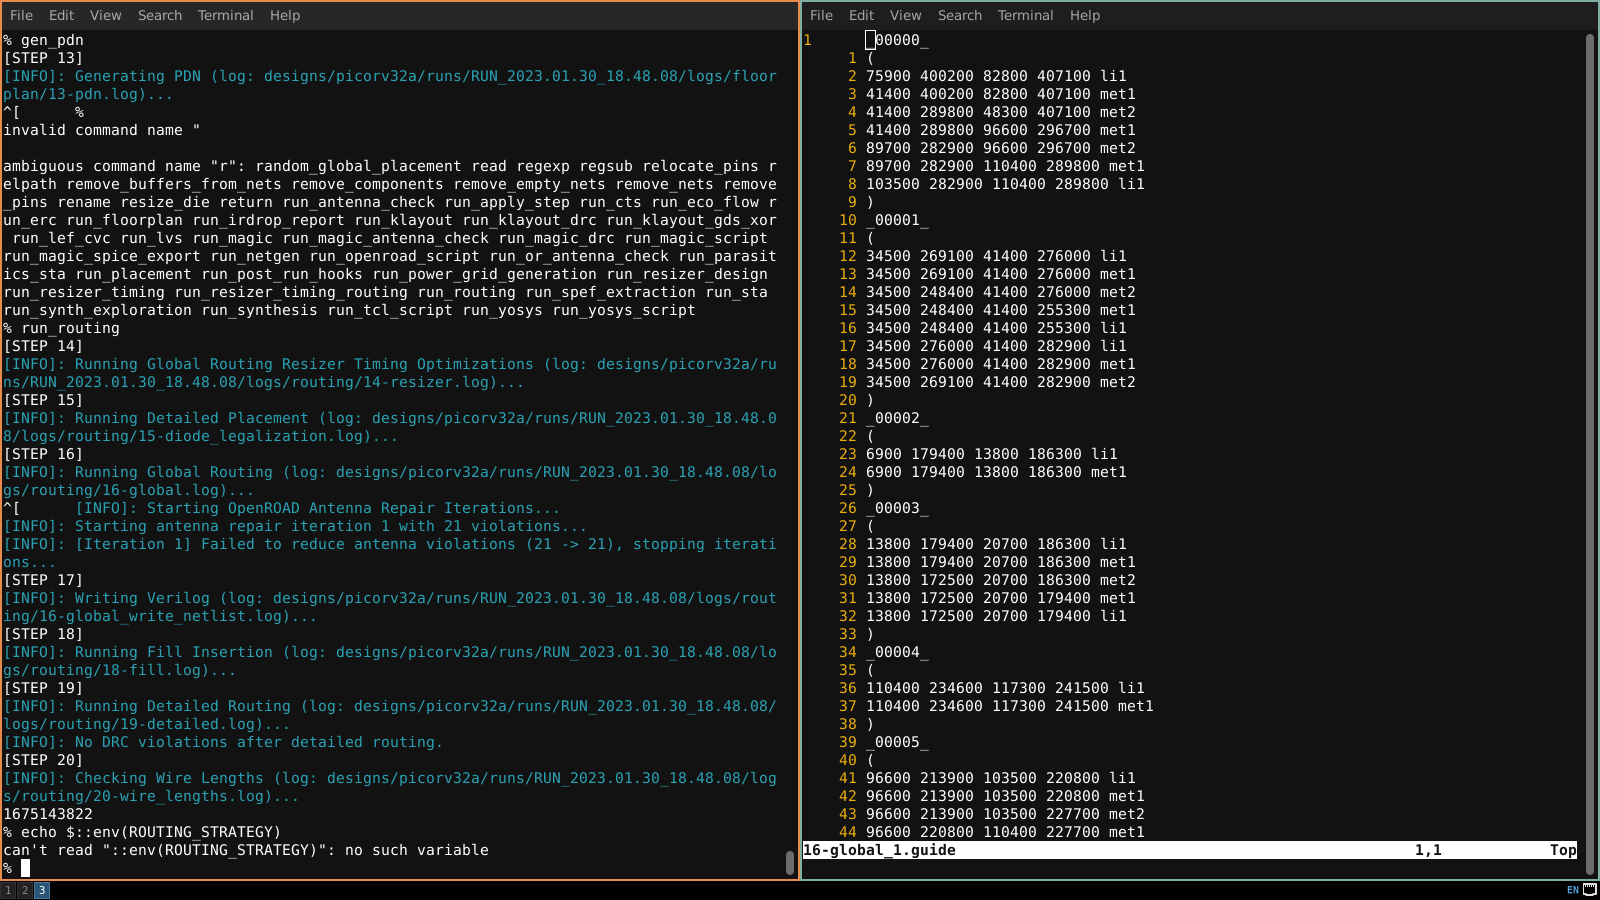 File Edit View Search Terminal Help
% gen_pdn
[STEP 13]
[INFO]: Generating PDN (log: designs/picorv32a/runs/RUN_2023.01.30_18.48.08/logs/floor
plan/13-pdn.log)...
^[      %
invalid command name "
ambiguous command name "r": random_global_placement read regexp regsub relocate_pins r
elpath remove_buffers_from_nets remove_components remove_empty_nets remove_nets remove
_pins rename resize_die return run_antenna_check run_apply_step run_cts run_eco_flow r
un_erc run_floorplan run_irdrop_report run_klayout run_klayout_drc run_klayout_gds_xor
 run_lef_cvc run_lvs run_magic run_magic_antenna_check run_magic_drc run_magic_script
run_magic_spice_export run_netgen run_openroad_script run_or_antenna_check run_parasit
ics_sta run_placement run_post_run_hooks run_power_grid_generation run_resizer_design
run_resizer_timing run_resizer_timing_routing run_routing run_spef_extraction run_sta
run_synth_exploration run_synthesis run_tcl_script run_yosys run_yosys_script
% run_routing
[STEP 14]
[INFO]: Running Global Routing Resizer Timing Optimizations (log: designs/picorv32a/ru
ns/RUN_2023.01.30_18.48.08/logs/routing/14-resizer.log)...
[STEP 15]
[INFO]: Running Detailed Placement (log: designs/picorv32a/runs/RUN_2023.01.30_18.48.0
8/logs/routing/15-diode_legalization.log)...
[STEP 16]
[INFO]: Running Global Routing (log: designs/picorv32a/runs/RUN_2023.01.30_18.48.08/lo
gs/routing/16-global.log)...
^[      [INFO]: Starting OpenROAD Antenna Repair Iterations...
[INFO]: Starting antenna repair iteration 1 with 21 violations...
[INFO]: [Iteration 1] Failed to reduce antenna violations (21 -> 21), stopping iterati
ons...
[STEP 17]
[INFO]: Writing Verilog (log: designs/picorv32a/runs/RUN_2023.01.30_18.48.08/logs/rout
ing/16-global_write_netlist.log)...
[STEP 18]
[INFO]: Running Fill Insertion (log: designs/picorv32a/runs/RUN_2023.01.30_18.48.08/lo
gs/routing/18-fill.log)...
[STEP 19]
[INFO]: Running Detailed Routing (log: designs/picorv32a/runs/RUN_2023.01.30_18.48.08/
logs/routing/19-detailed.log)...
[INFO]: No DRC violations after detailed routing.
[STEP 20]
[INFO]: Checking Wire Lengths (log: designs/picorv32a/runs/RUN_2023.01.30_18.48.08/log
s/routing/20-wire_lengths.log)...
1675143822
% echo $::env(ROUTING_STRATEGY)
can't read "::env(ROUTING_STRATEGY)": no such variable
%
File Edit View Search Terminal Help
1 _00000_
1 (
2 75900 400200 82800 407100 li1
3 41400 400200 82800 407100 met1
4 41400 289800 48300 407100 met2
5 41400 289800 96600 296700 met1
6 89700 282900 96600 296700 met2
7 89700 282900 110400 289800 met1
8 103500 282900 110400 289800 li1
9 )
10 _00001_
11 (
12 34500 269100 41400 276000 li1
13 34500 269100 41400 276000 met1
14 34500 248400 41400 276000 met2
15 34500 248400 41400 255300 met1
16 34500 248400 41400 255300 li1
17 34500 276000 41400 282900 li1
18 34500 276000 41400 282900 met1
19 34500 269100 41400 282900 met2
20 )
21 _00002_
22 (
23 6900 179400 13800 186300 li1
24 6900 179400 13800 186300 met1
25 )
26 _00003_
27 (
28 13800 179400 20700 186300 li1
29 13800 179400 20700 186300 met1
30 13800 172500 20700 186300 met2
31 13800 172500 20700 179400 met1
32 13800 172500 20700 179400 li1
33 )
34 _00004_
35 (
36 110400 234600 117300 241500 li1
37 110400 234600 117300 241500 met1
38 )
39 _00005_
40 (
41 96600 213900 103500 220800 li1
42 96600 213900 103500 220800 met1
43 96600 213900 103500 227700 met2
44 96600 220800 110400 227700 met1
16-global_1.guide 1,1 Top
1 2 3 EN